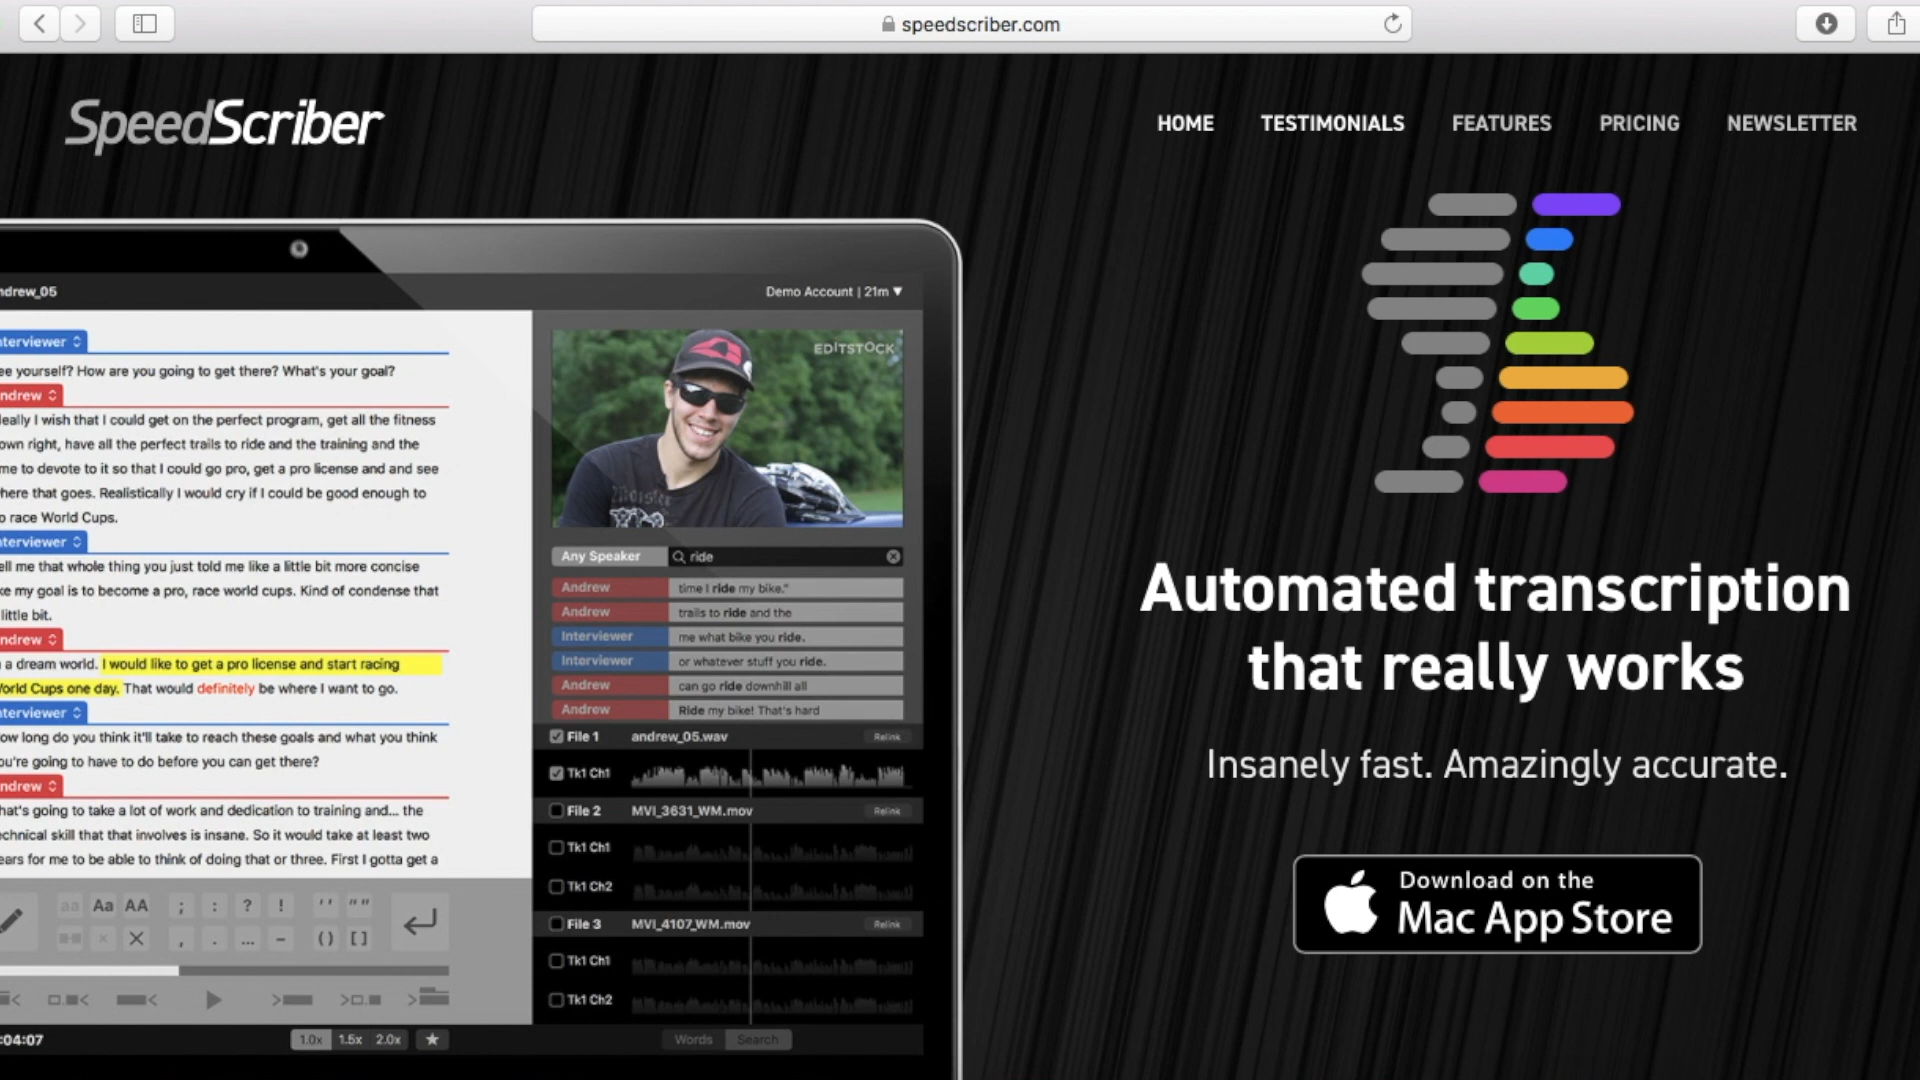 speedscriber.com
SpeedScriber
HOME TESTIMONIALS FEATURES PRICING NEWSLETTER
ndrew_05
Demo Account | 21m ▼
nterviewer
ee yourself? How are you going to get there? What's your goal?
ndrew
eally I wish that I could get on the perfect program, get all the fitness
own right, have all the perfect trails to ride and the training and the
me to devote to it so that I could go pro, get a pro license and and see
here that goes. Realistically I would cry if I could be good enough to
o race World Cups.
nterviewer
ell me that whole thing you just told me like a little bit more concise
ke my goal is to become a pro, race world cups. Kind of condense that
little bit.
ndrew
a dream world. I would like to get a pro license and start racing
World Cups one day. That would definitely be where I want to go.
nterviewer
ow long do you think it'll take to reach these goals and what you think
ou're going to have to do before you can get there?
ndrew
hat's going to take a lot of work and dedication to training and... the
echnical skill that that involves is insane. So it would take at least two
ears for me to be able to think of doing that or three. First I gotta get a
aa Aa AA ; : ? ! ' ' " "
, . ... – () []
:04:07
1.0x 1.5x 2.0x ★
EDITSTOCK
Any Speaker ride
Andrew time I ride my bike."
Andrew trails to ride and the
Interviewer me what bike you ride.
Interviewer or whatever stuff you ride.
Andrew can go ride downhill all
Andrew Ride my bike! That's hard
File 1 andrew_05.wav Relink
Tk1 Ch1
File 2 MVI_3631_WM.mov Relink
Tk1 Ch1
Tk1 Ch2
File 3 MVI_4107_WM.mov Relink
Tk1 Ch1
Tk1 Ch2
Words Search
Automated transcription
that really works
Insanely fast. Amazingly accurate.
Download on the
Mac App Store